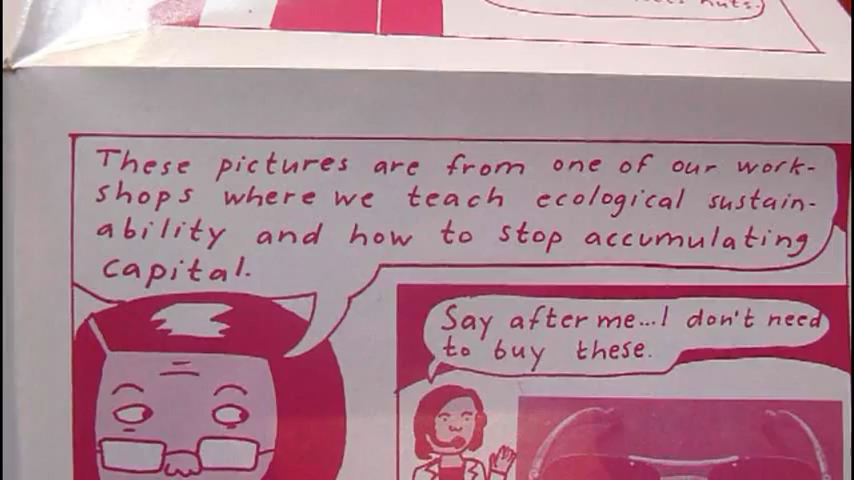 nuts.
These pictures are from one of our work-
shops where we teach ecological sustain-
ability and how to stop accumulating
capital.
Say after me...I don't need
to buy these.